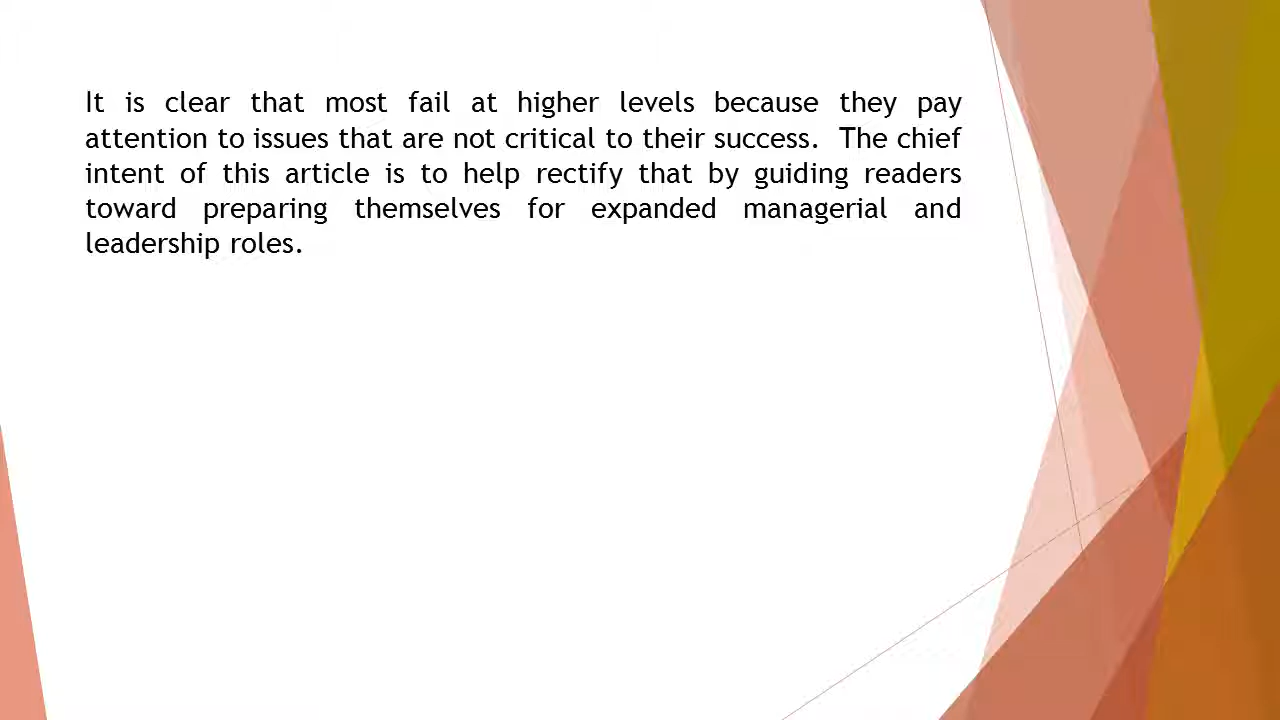 It is clear that most fail at higher levels because they pay
attention to issues that are not critical to their success.  The chief
intent of this article is to help rectify that by guiding readers
toward preparing themselves for expanded managerial and
leadership roles.